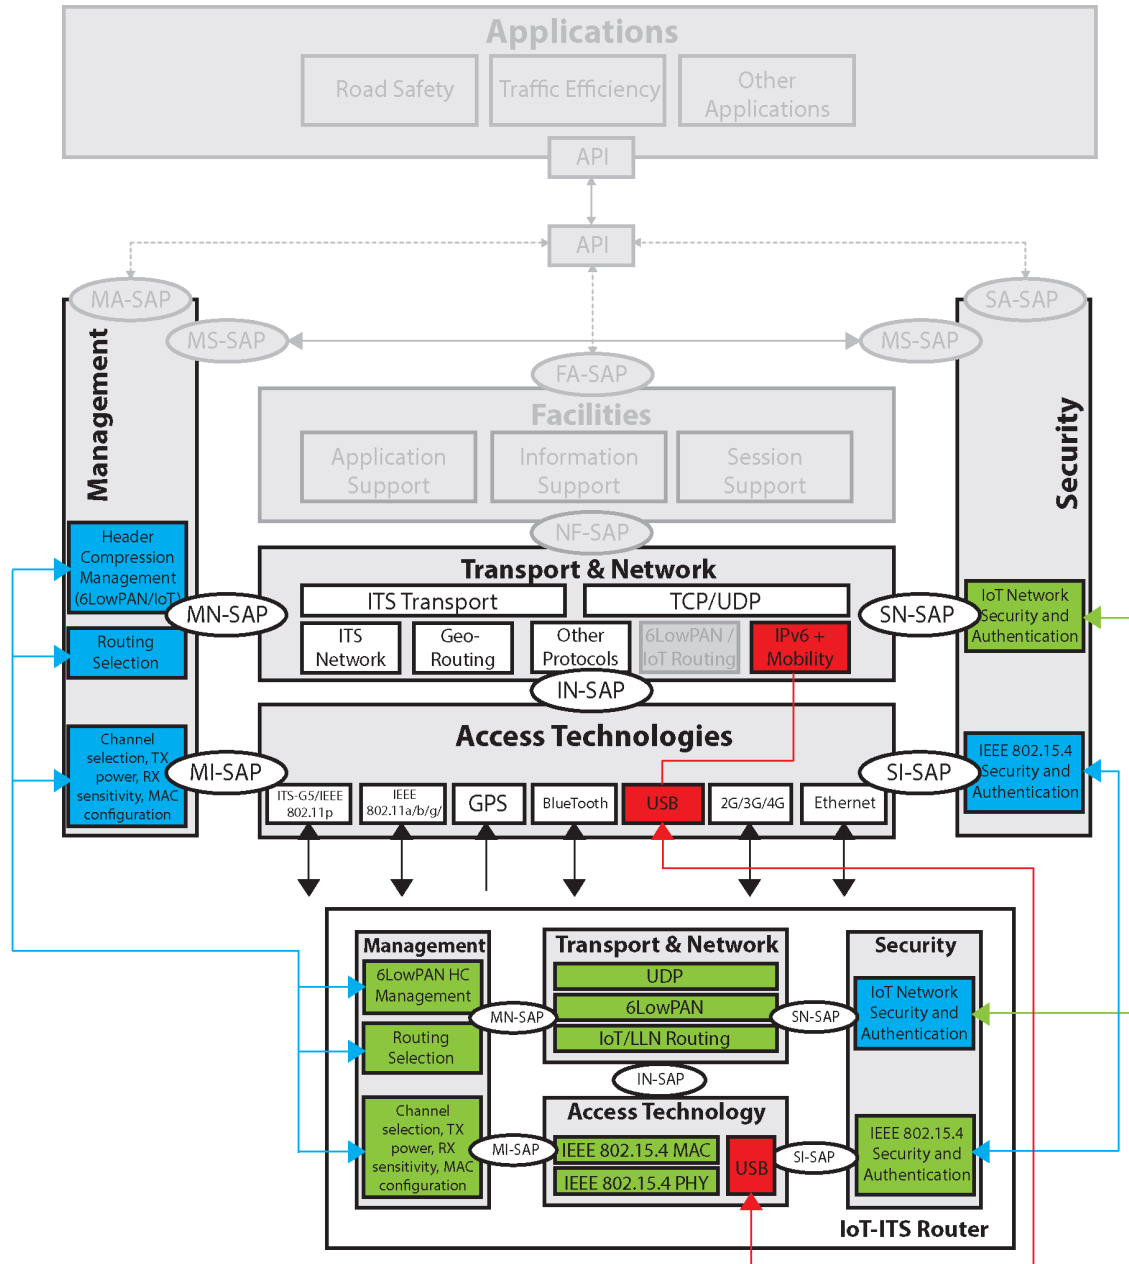 Applications
Road Safety
Traffic Efficiency
Other
Applications
API
API
MA-SAP
SA-SAP
MS-SAP
MS-SAP
FA-SAP
Management
Security
Facilities
Application
Support
Information
Support
Session
Support
NF-SAP
Header
Compression
Management
(6LowPAN/IoT)
Routing
Selection
Channel
selection, TX
power, RX
sensitivity, MAC
configuration
MN-SAP
MI-SAP
Transport & Network
ITS Transport
TCP/UDP
ITS
Network
Geo-
Routing
Other
Protocols
6LowPAN /
IoT Routing
IPv6 +
Mobility
IN-SAP
SN-SAP
SI-SAP
IoT Network
Security and
Authentication
IEEE 802.15.4
Security and
Authentication
Access Technologies
ITS-G5/IEEE
802.11p
IEEE
802.11a/b/g/
GPS
BlueTooth
USB
2G/3G/4G
Ethernet
Management
6LowPAN HC
Management
Routing
Selection
Channel
selection, TX
power, RX
sensitivity, MAC
configuration
MN-SAP
MI-SAP
Transport & Network
UDP
6LowPAN
IoT/LLN Routing
IN-SAP
Access Technology
IEEE 802.15.4 MAC
IEEE 802.15.4 PHY
USB
SN-SAP
SI-SAP
Security
IoT Network
Security and
Authentication
IEEE 802.15.4
Security and
Authentication
IoT-ITS Router